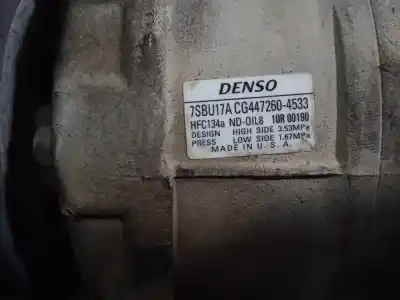 DENSO
7SBU17A CG447260-4533
HFC134a ND-OIL8 10R 00190
DESIGN HIGH SIDE 3.53MPa
PRESS LOW SIDE 1.67MPa
MADE IN U.S.A.